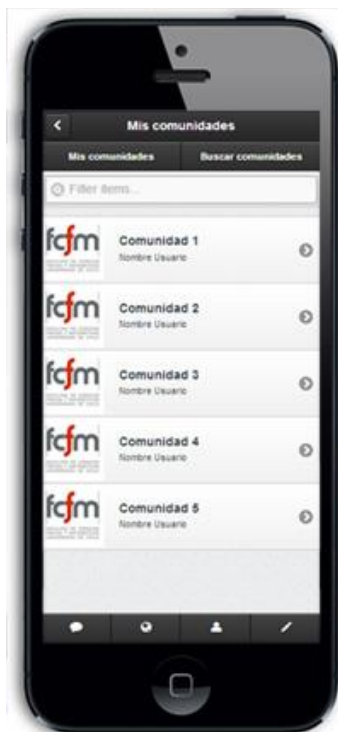 Mis comunidades
Mis comunidades
Buscar comunidades
Filter items...
fcfm
Comunidad 1
Nombre Usuario
fcfm
Comunidad 2
Nombre Usuario
fcfm
Comunidad 3
Nombre Usuario
fcfm
Comunidad 4
Nombre Usuario
fcfm
Comunidad 5
Nombre Usuario